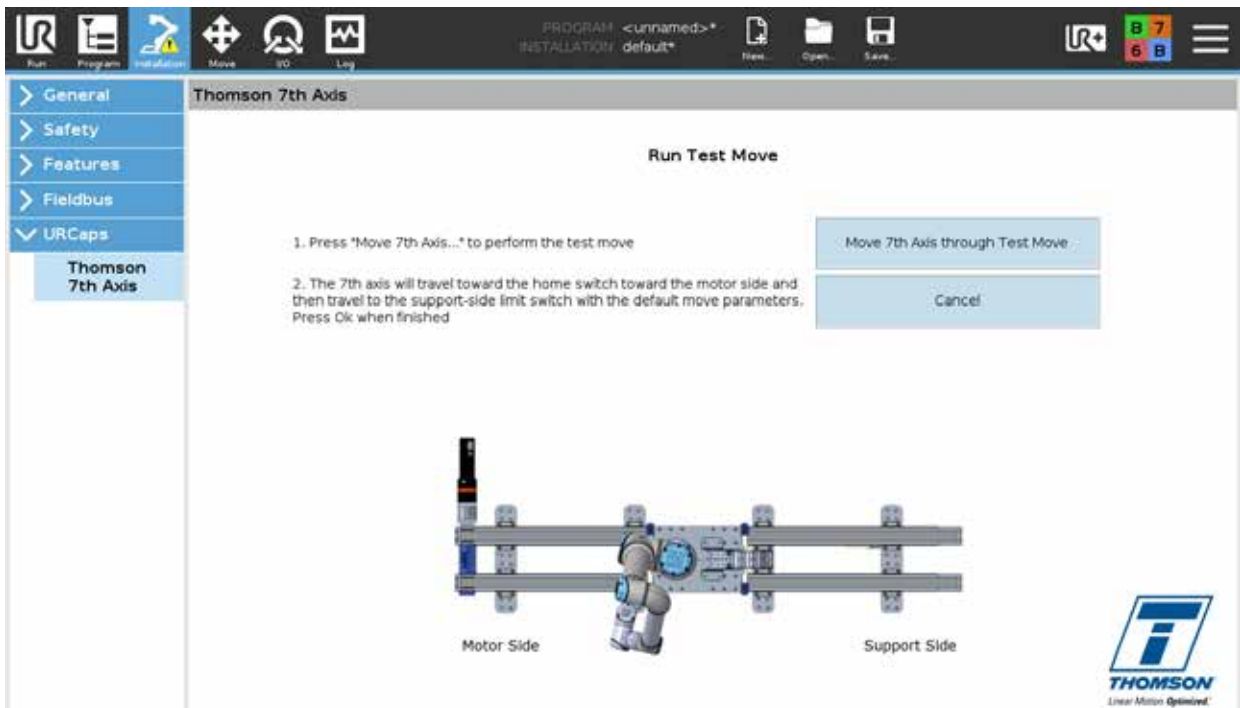 PROGRAM <unnamed>*
INSTALLATION default*
Run
Program
Installation
Move
I/O
Log
New...
Open...
Save...
UR+
B 7
6 B
General
Safety
Features
Fieldbus
URCaps
Thomson
7th Axis
Thomson 7th Axis
Run Test Move
1. Press "Move 7th Axis..." to perform the test move
Move 7th Axis through Test Move
2. The 7th axis will travel toward the home switch toward the motor side and
then travel to the support-side limit switch with the default move parameters.
Press Ok when finished
Cancel
Motor Side
Support Side
THOMSON
Linear Motion Optimized.